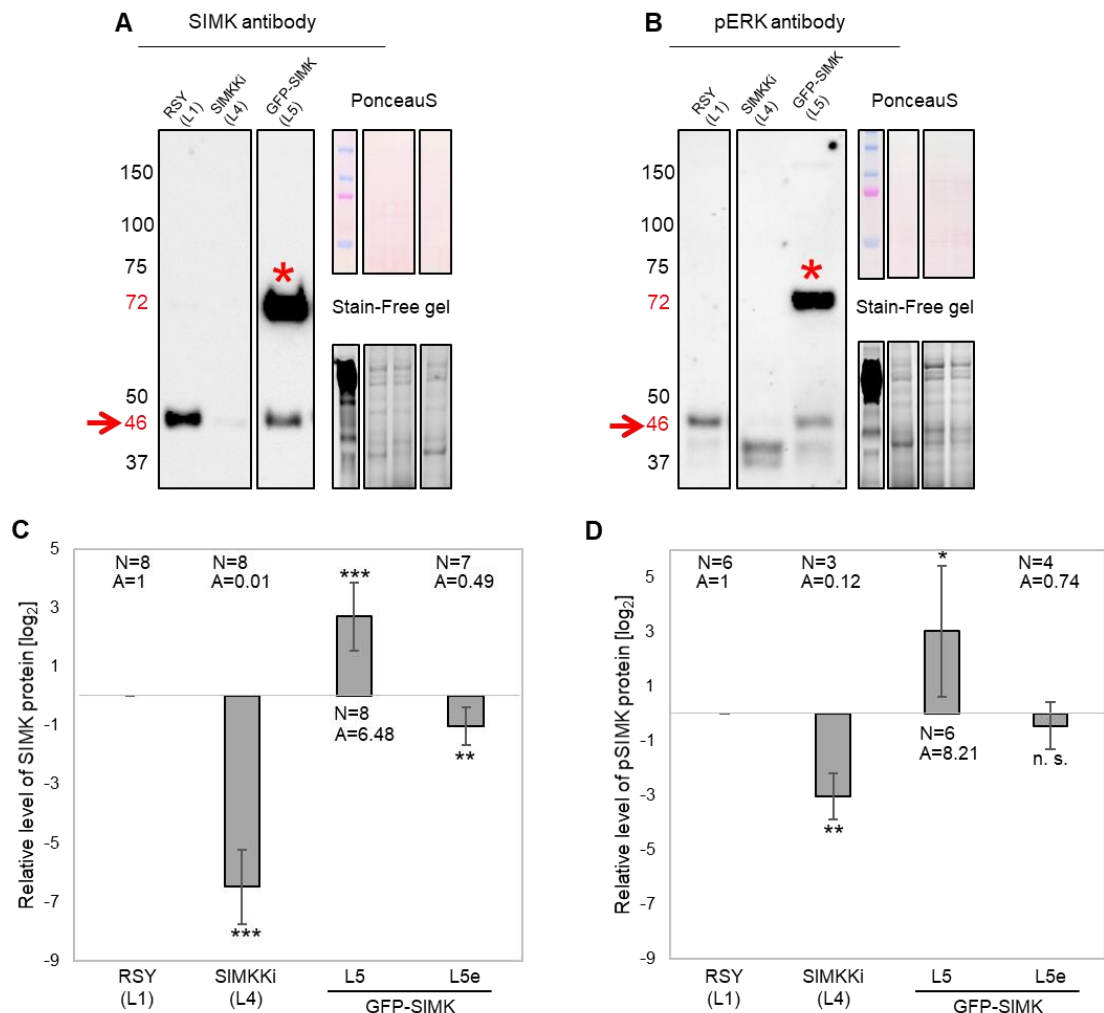 A
SIMK antibody
RSY
(L1)
SIMKKi
(L4)
GFP-SIMK
(L5)
PonceauS
150
100
75
72
50
46
37
*
Stain-Free gel
B
pERK antibody
RSY
(L1)
SIMKKi
(L4)
GFP-SIMK
(L5)
PonceauS
150
100
75
72
50
46
37
*
Stain-Free gel
C
Relative level of SIMK protein [log2]
5
3
1
-1
-3
-5
-7
-9
N=8
A=1
N=8
A=0.01
***
***
N=8
A=6.48
N=7
A=0.49
**
RSY
(L1)
SIMKKi
(L4)
L5
L5e
GFP-SIMK
D
Relative level of pSIMK protein [log2]
5
3
1
-1
-3
-5
-7
-9
N=6
A=1
N=3
A=0.12
**
*
N=6
A=8.21
N=4
A=0.74
n. s.
RSY
(L1)
SIMKKi
(L4)
L5
L5e
GFP-SIMK